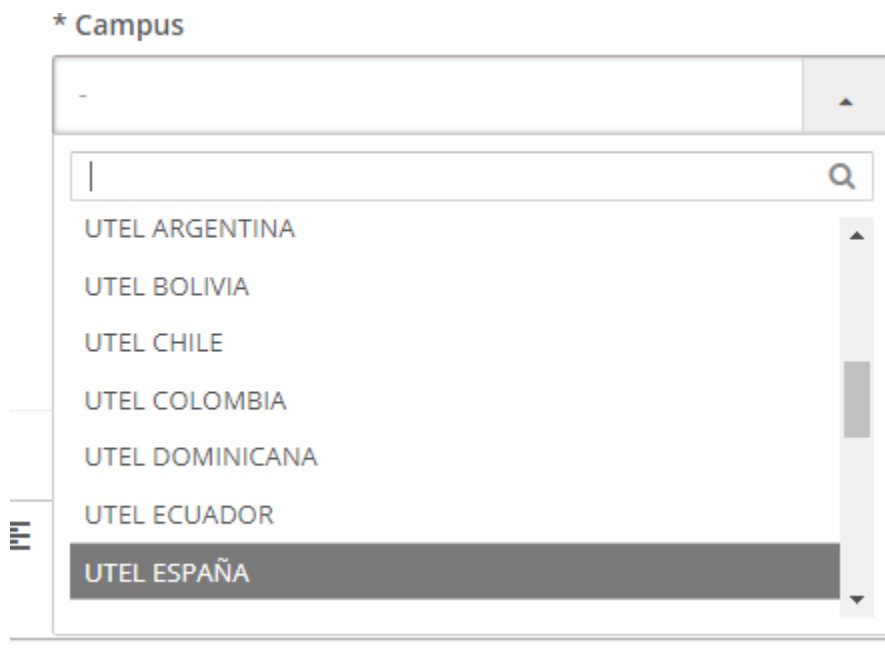 * Campus
-
UTEL ARGENTINA
UTEL BOLIVIA
UTEL CHILE
UTEL COLOMBIA
UTEL DOMINICANA
UTEL ECUADOR
UTEL ESPAÑA